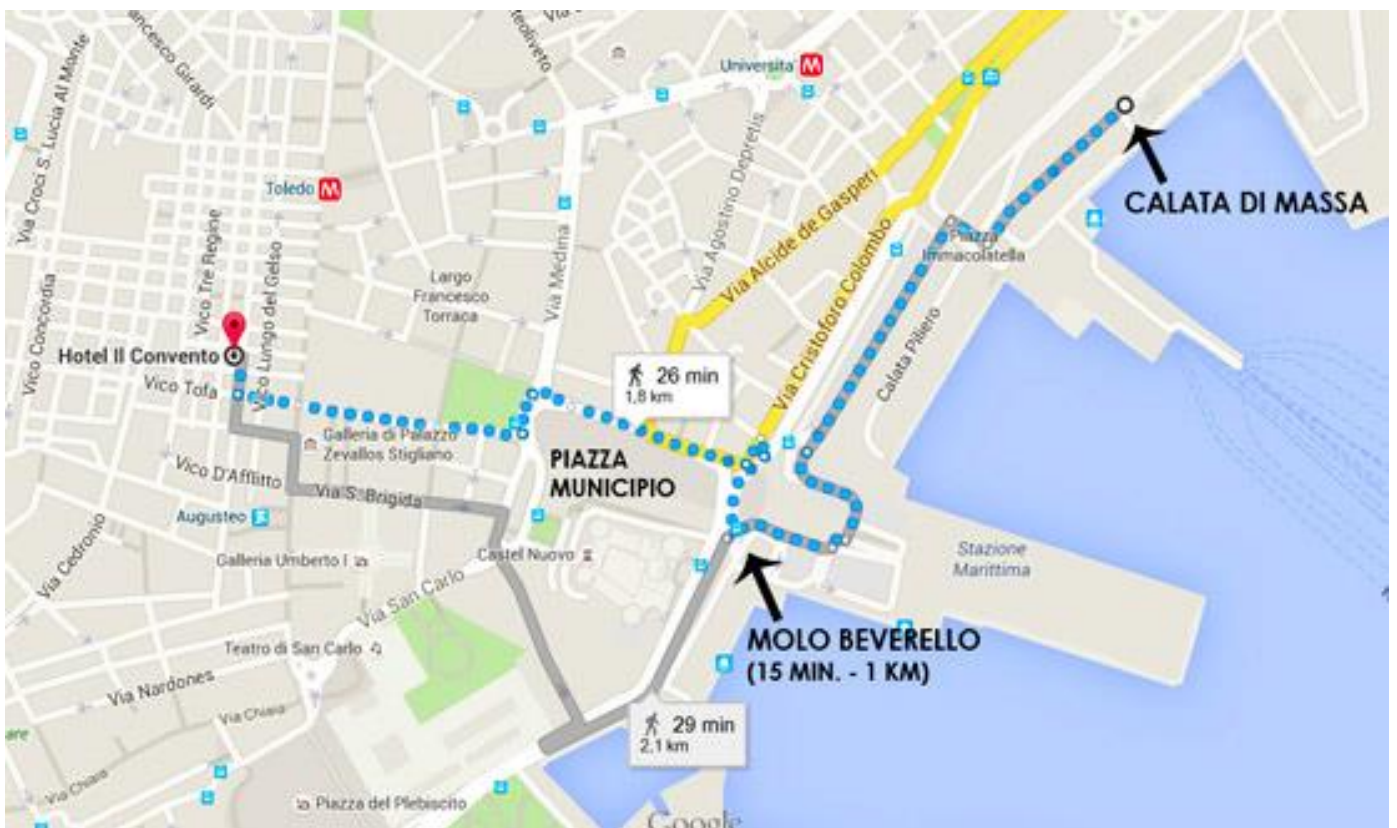 Via Croci S. Lucia Al Monte
Francesco Girardi
Università
M
Toledo
M
Via Agostino Depretis
Via Alcide de Gasperi
Via Cristoforo Colombo
CALATA DI MASSA
Piazza
Immacolatella
Vico Tre Regine
Vico Lungo del Gelso
Vico Concordia
Largo
Francesco
Torraca
Via Medina
Calata Piliero
Hotel Il Convento
Vico Tofa
26 min
1,8 km
Galleria di Palazzo
Zevallos Stigliano
PIAZZA
MUNICIPIO
Vico D'Afflitto
Via S. Brigida
Augusteo
Via Cedronio
Galleria Umberto I
Castel Nuovo
Stazione
Marittima
Via San Carlo
Teatro di San Carlo
MOLO BEVERELLO
(15 MIN. - 1 KM)
Via Nardones
Via Chiaia
29 min
2,1 km
Via Chiaia
Piazza del Plebiscito
Google